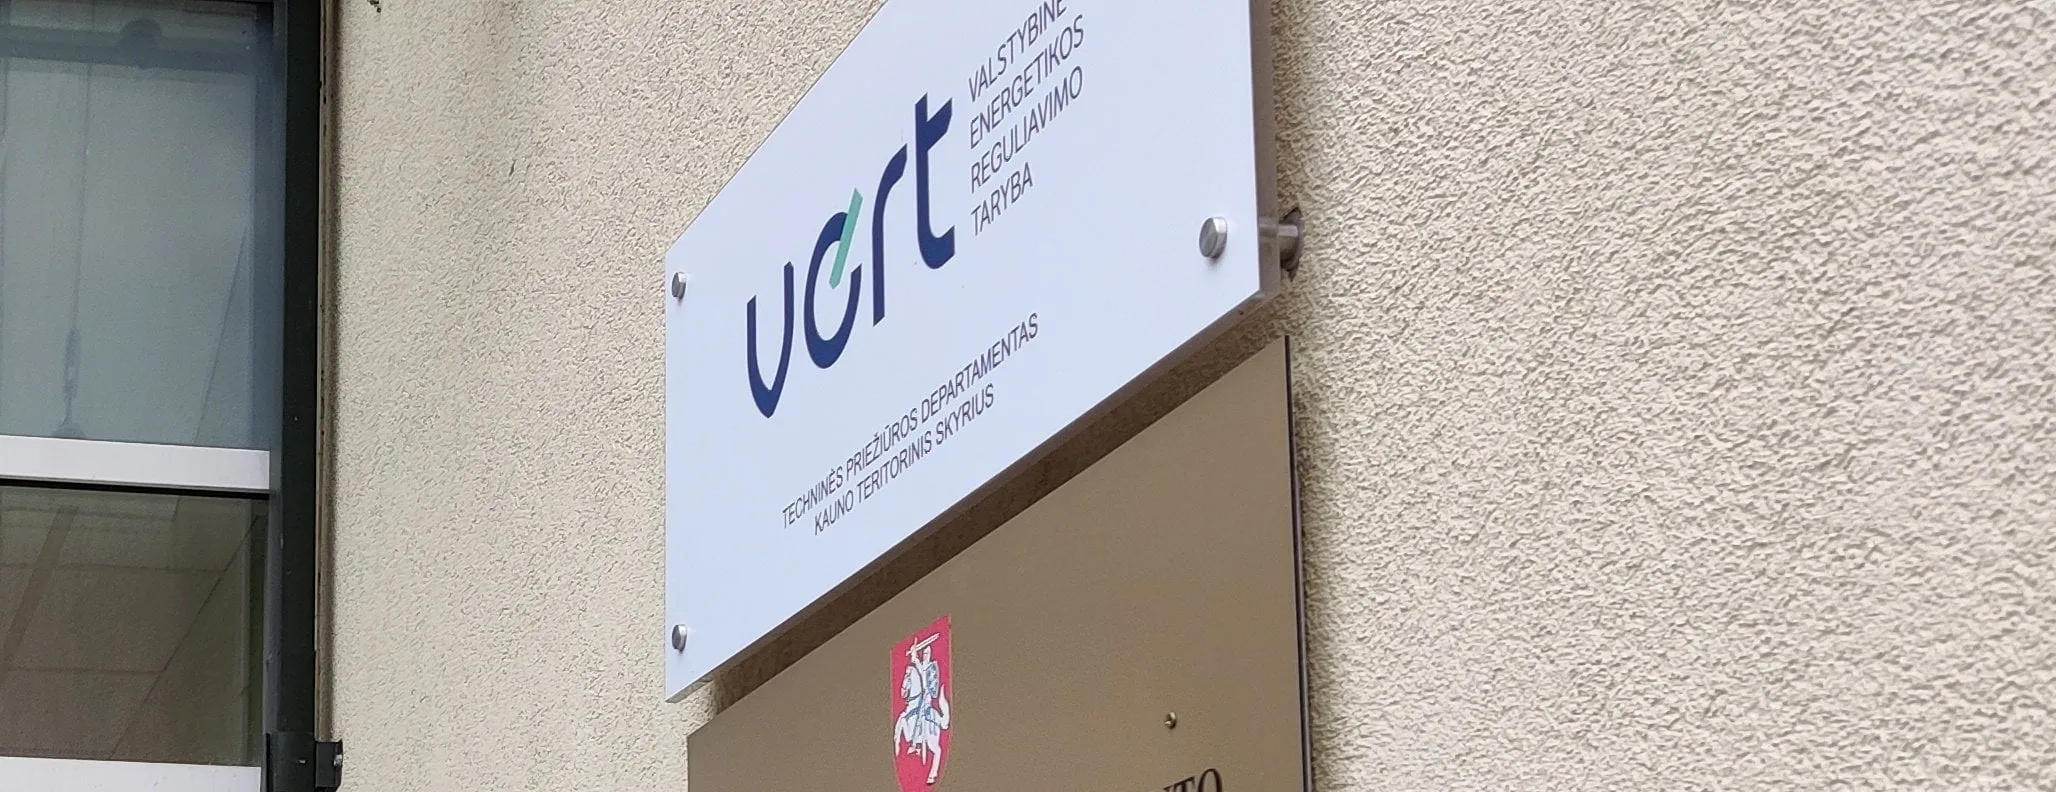 vert
VALSTYBINĖ
ENERGETIKOS
REGULIAVIMO
TARYBA
TECHNINĖS PRIEŽIŪROS DEPARTAMENTAS
KAUNO TERITORINIS SKYRIUS